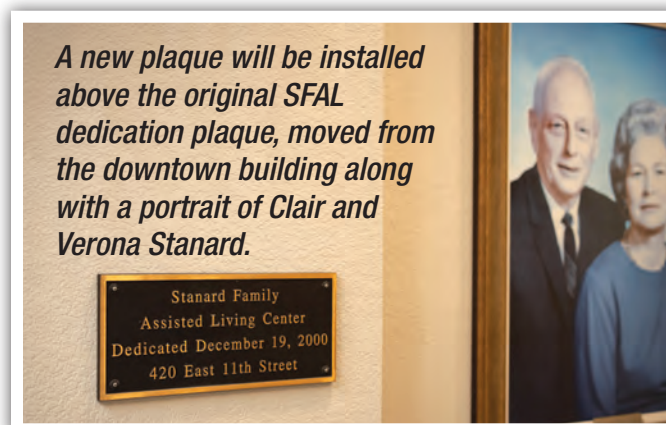 A new plaque will be installed
above the original SFAL
dedication plaque, moved from
the downtown building along
with a portrait of Clair and
Verona Stanard.
Stanard Family
Assisted Living Center
Dedicated December 19, 2000
420 East 11th Street